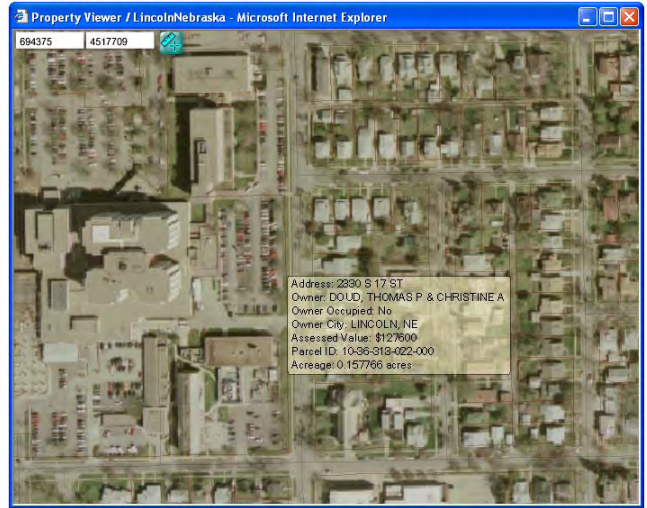 Property Viewer / LincolnNebraska - Microsoft Internet Explorer
694375 4517709
Address: 2330 S 17 ST
Owner: DOUD, THOMAS P & CHRISTINE A
Owner Occupied: No
Owner City: LINCOLN, NE
Assessed Value: $127600
Parcel ID: 10-36-313-022-000
Acreage: 0.157766 acres